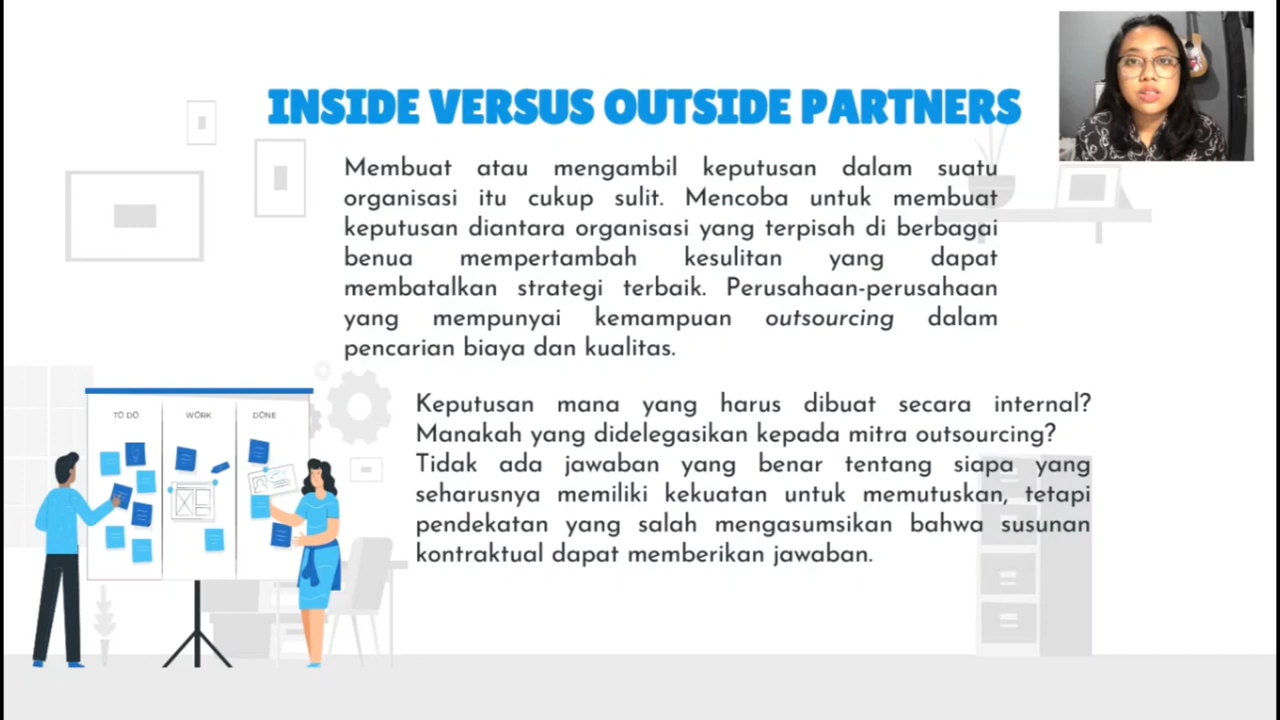 INSIDE VERSUS OUTSIDE PARTNERS
Membuat atau mengambil keputusan dalam suatu
organisasi itu cukup sulit. Mencoba untuk membuat
keputusan diantara organisasi yang terpisah di berbagai
benua mempertambah kesulitan yang dapat
membatalkan strategi terbaik. Perusahaan-perusahaan
yang mempunyai kemampuan outsourcing dalam
pencarian biaya dan kualitas.
Keputusan mana yang harus dibuat secara internal?
Manakah yang didelegasikan kepada mitra outsourcing?
Tidak ada jawaban yang benar tentang siapa yang
seharusnya memiliki kekuatan untuk memutuskan, tetapi
pendekatan yang salah mengasumsikan bahwa susunan
kontraktual dapat memberikan jawaban.
TO DO
WORK
DONE